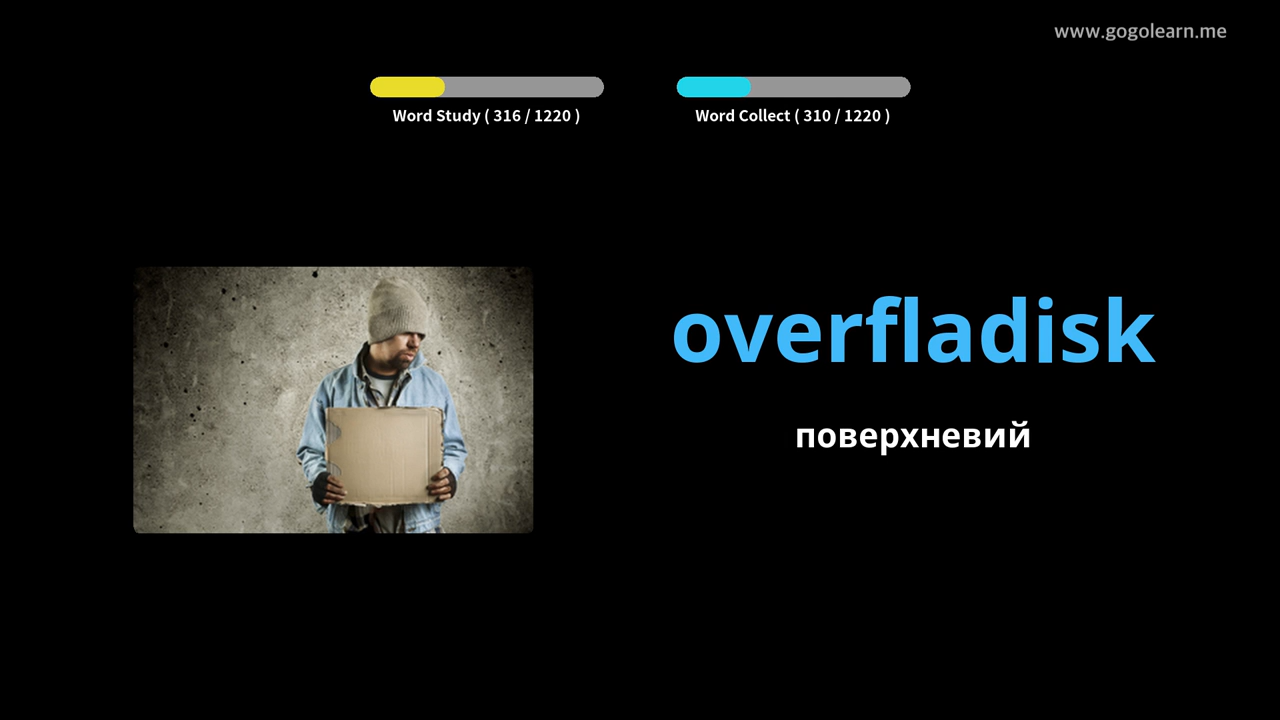 www.gogolearn.me
Word Study ( 316 / 1220 )
Word Collect ( 310 / 1220 )
overfladisk
поверхневий